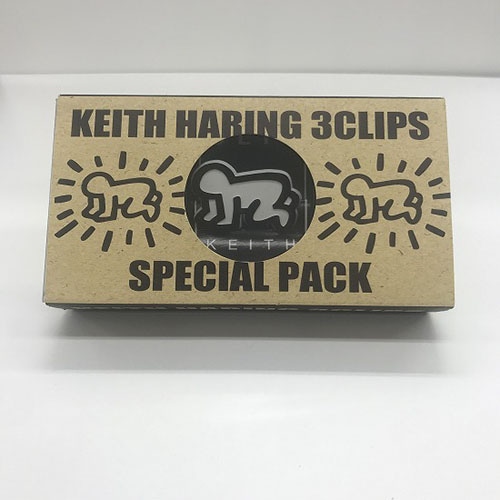 KEITH HARING 3CLIPS
KEITH
SPECIAL PACK